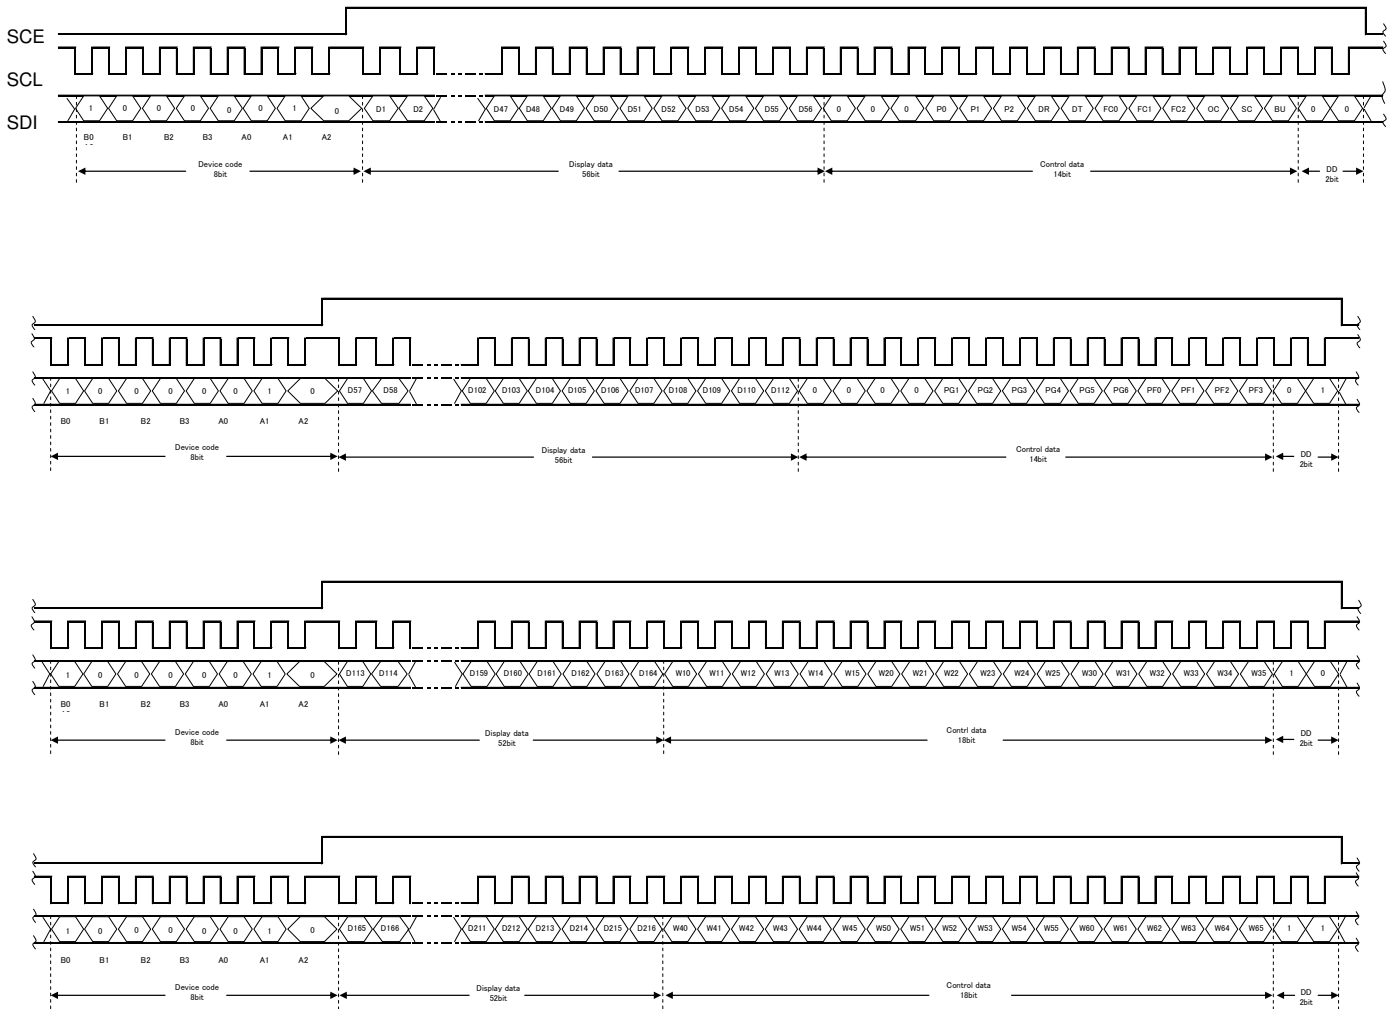 SCE
SCL
SDI
1 0 0 0 0 0 1 0 D1 D2 D47 D48 D49 D50 D51 D52 D53 D54 D55 D56 0 0 0 P0 P1 P2 DR DT FC0 FC1 FC2 OC SC BU 0 0
B0 B1 B2 B3 A0 A1 A2
Device code
8bit
Display data
56bit
Control data
14bit
DD
2bit
1 0 0 0 0 0 1 0 D57 D58 D102 D103 D104 D105 D106 D107 D108 D109 D110 D112 0 0 0 0 PG1 PG2 PG3 PG4 PG5 PG6 PF0 PF1 PF2 PF3 0 1
B0 B1 B2 B3 A0 A1 A2
Device code
8bit
Display data
56bit
Control data
14bit
DD
2bit
1 0 0 0 0 0 1 0 D113 D114 D159 D160 D161 D162 D163 D164 W10 W11 W12 W13 W14 W15 W20 W21 W22 W23 W24 W25 W30 W31 W32 W33 W34 W35 1 0
B0 B1 B2 B3 A0 A1 A2
Device code
8bit
Display data
52bit
Contrl data
18bit
DD
2bit
1 0 0 0 0 0 1 0 D165 D166 D211 D212 D213 D214 D215 D216 W40 W41 W42 W43 W44 W45 W50 W51 W52 W53 W54 W55 W60 W61 W62 W63 W64 W65 1 1
B0 B1 B2 B3 A0 A1 A2
Device code
8bit
Display data
52bit
Control data
18bit
DD
2bit